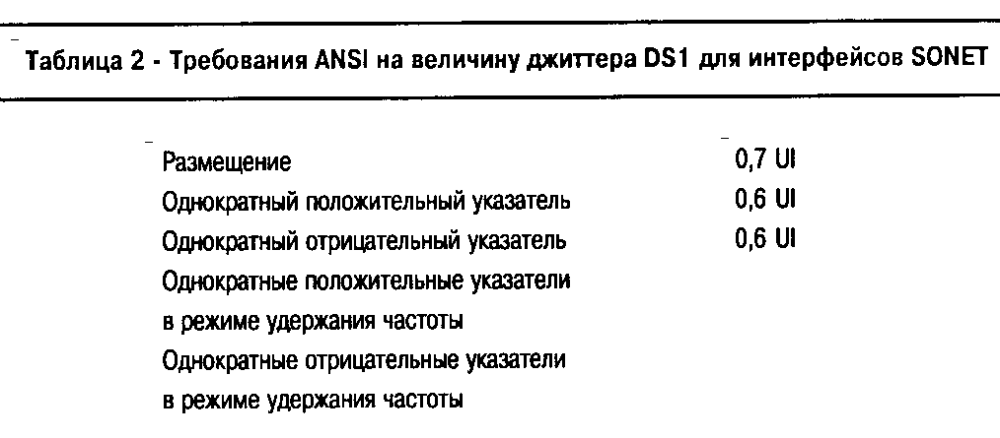 Таблица 2 - Требования ANSI на величину джиттера DS1 для интерфейсов SONET
Размещение 0,7 UI
Однократный положительный указатель 0,6 UI
Однократный отрицательный указатель 0,6 UI
Однократные положительные указатели
в режиме удержания частоты
Однократные отрицательные указатели
в режиме удержания частоты